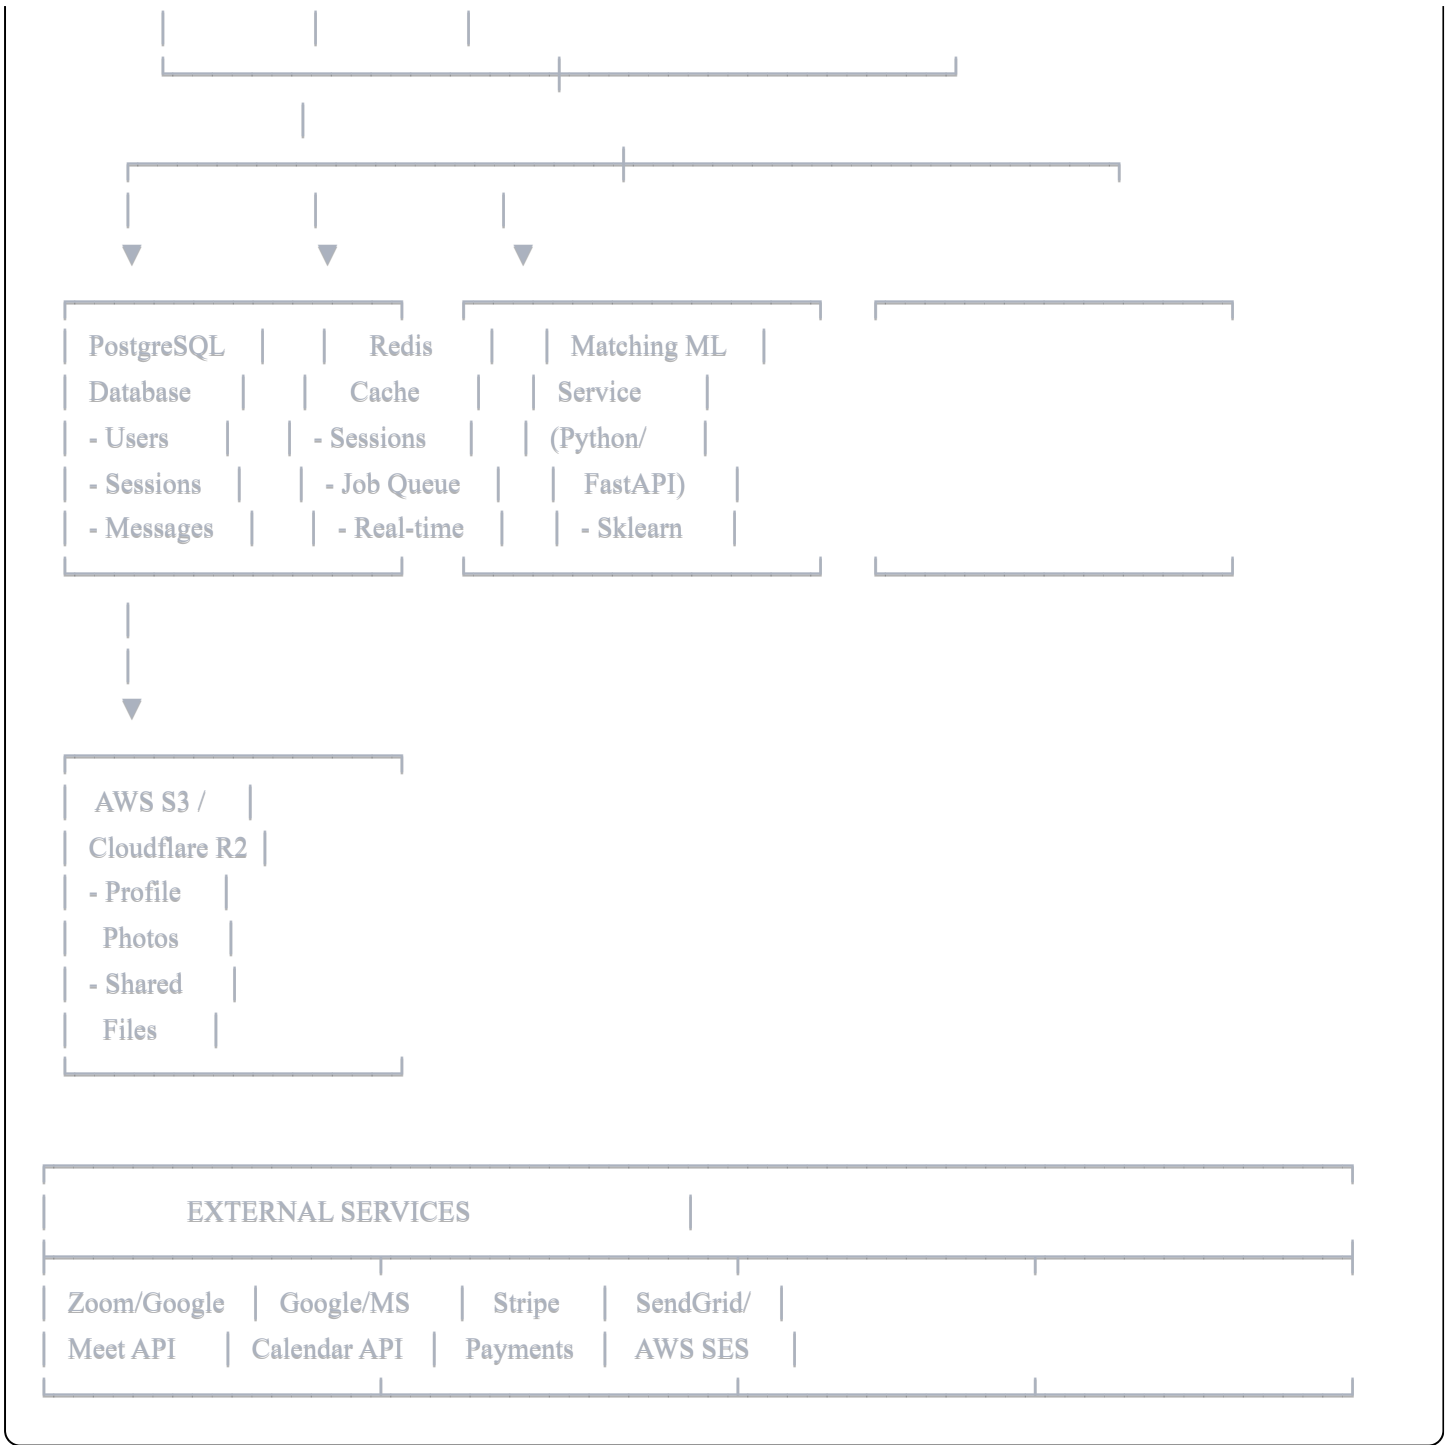 PostgreSQL | | Redis | | Matching ML |
| Database | | Cache | | Service |
| - Users | | - Sessions | | (Python/ |
| - Sessions | | - Job Queue | | FastAPI) |
| - Messages | | - Real-time | | - Sklearn |
| AWS S3 / |
| Cloudflare R2 |
| - Profile |
| Photos |
| - Shared |
| Files |
| EXTERNAL SERVICES |
| Zoom/Google | Google/MS | Stripe | SendGrid/ |
| Meet API | Calendar API | Payments | AWS SES |